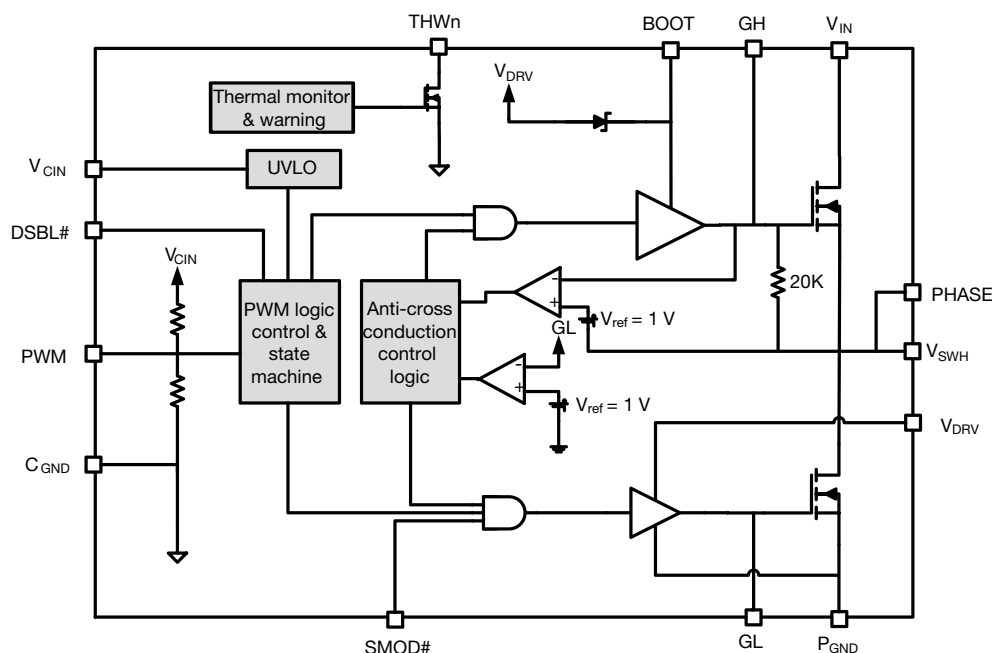 THWn
BOOT
GH
VIN
VDRV
Thermal monitor
& warning
VCIN
UVLO
DSBL#
VCIN
20K
PHASE
PWM logic
control &
state
machine
Anti-cross
conduction
control
logic
-
+
Vref = 1 V
GL
PWM
VSWH
-
+
Vref = 1 V
VDRV
CGND
SMOD#
GL
PGND